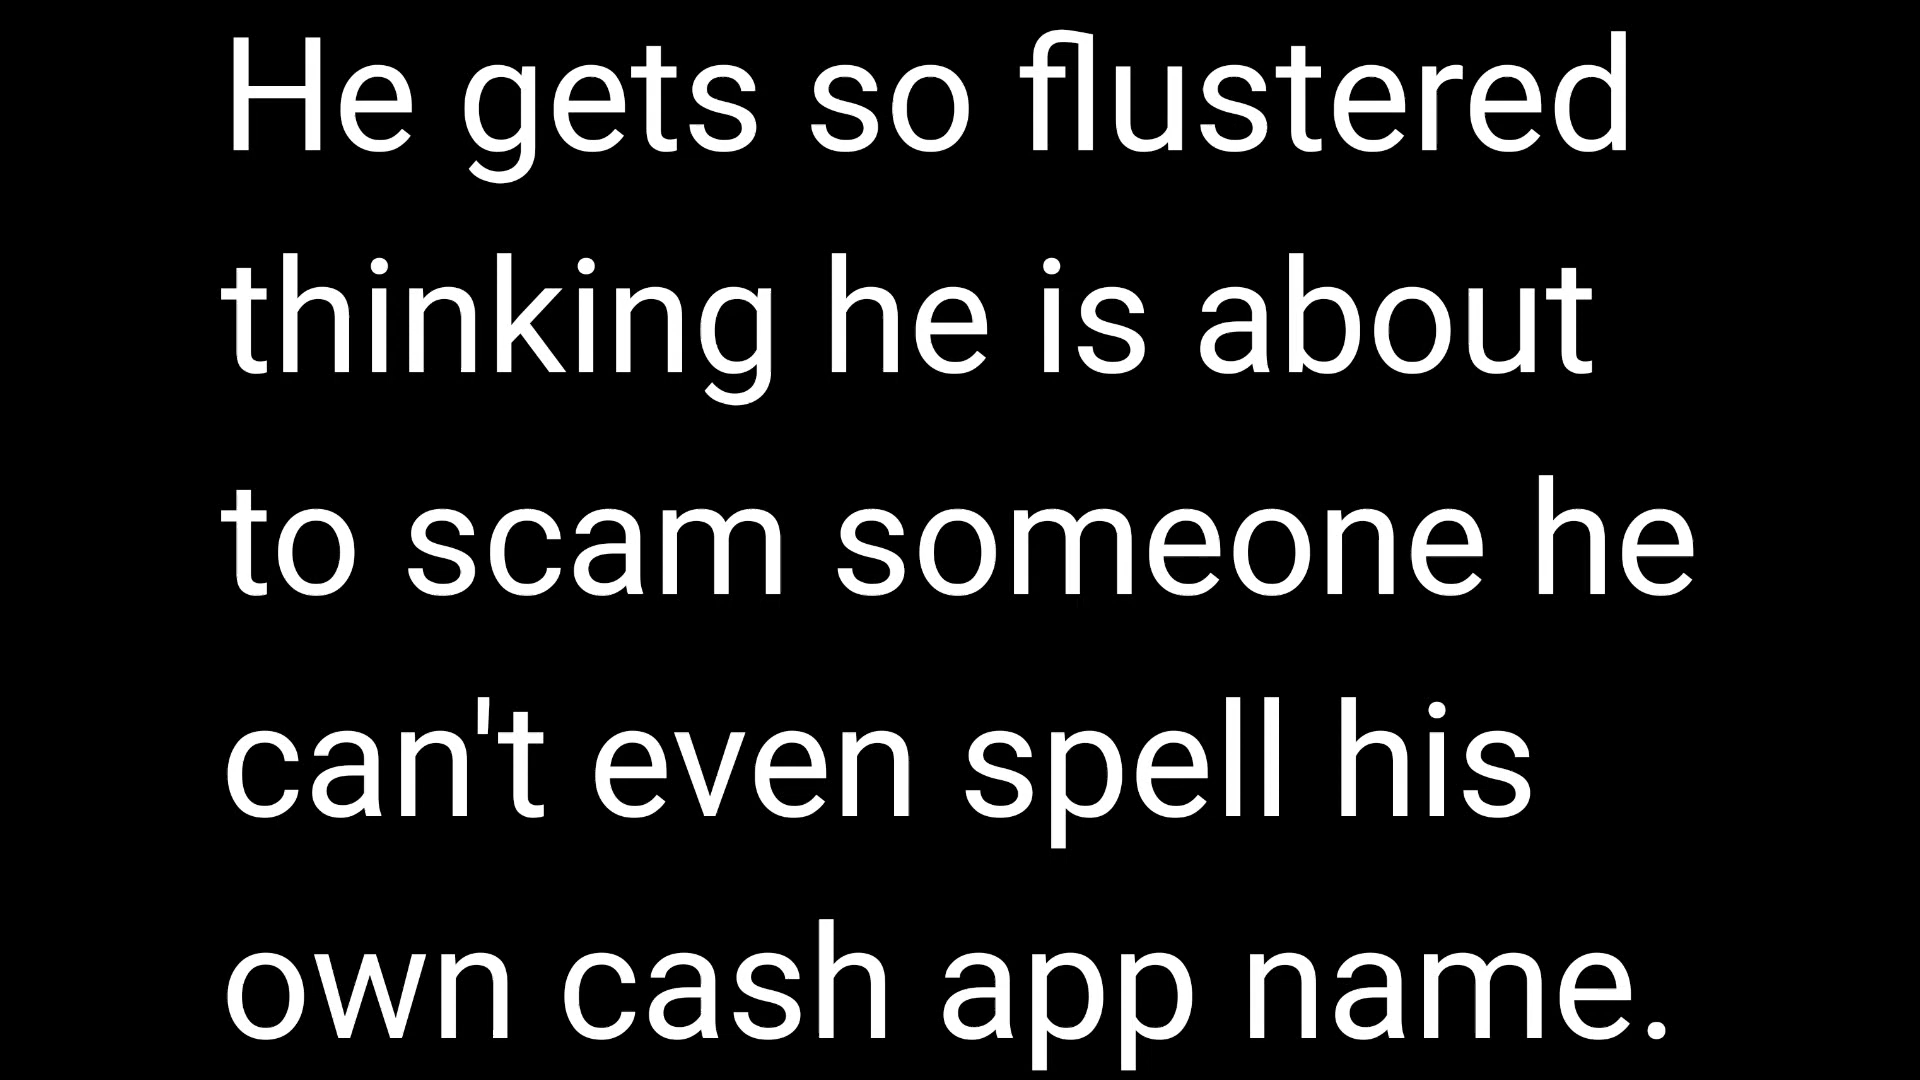 He gets so flustered
thinking he is about
to scam someone he
can't even spell his
own cash app name.